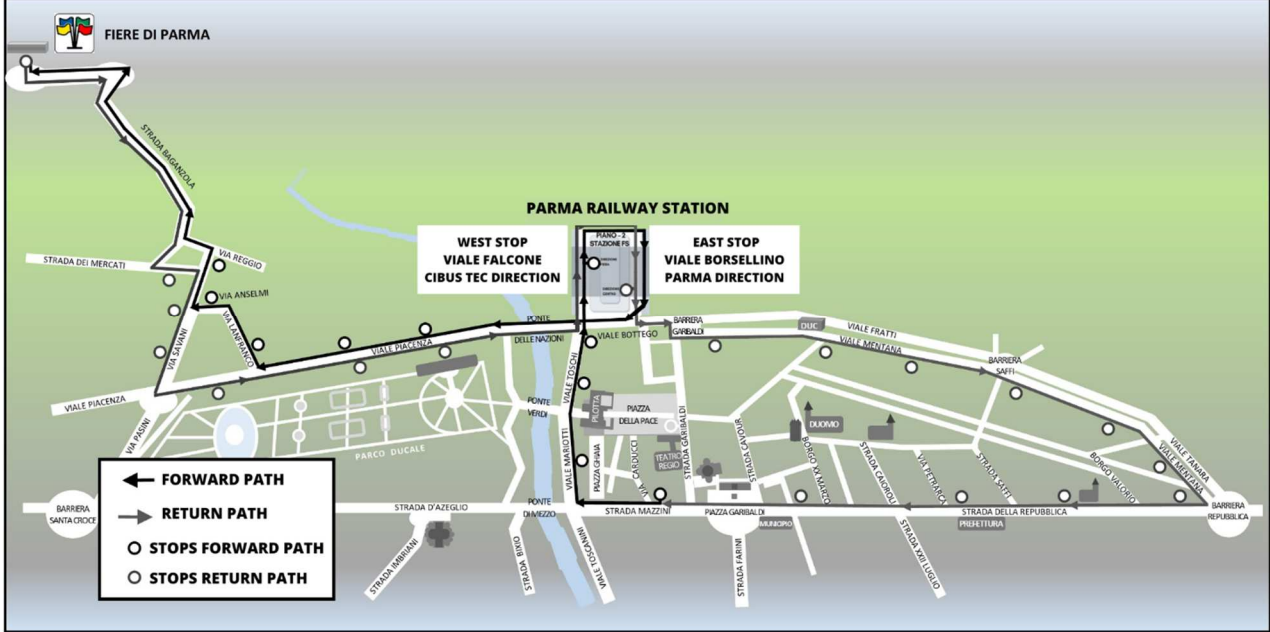 FIERE DI PARMA
STRADA BAGANZOLA
PARMA RAILWAY STATION
WEST STOP
VIALE FALCONE
CIBUS TEC DIRECTION
PIANO - 2
STAZIONE FS
EAST STOP
VIALE BORSELLINO
PARMA DIRECTION
STRADA DEI MERCATI
VIA REGGIO
VIA ANSELMI
VIA LANFRANCO
VIA SAVANI
PONTE
DELLE NAZIONI
VIALE BOTTEGO
BARRIERA
GARIBALDI
DUC
VIALE FRATTI
VIALE MENTANA
BARRIERA
SAFFI
VIALE PIACENZA
VIALE TOSCHI
VIALE PIACENZA
VIA PASINI
PARCO DUCALE
PONTE
VERDI
PILOTTA
PIAZZA
DELLA PACE
TEATRO
REGIO
STRADA GARIBALDI
STRADA CAVOUR
DUOMO
BORGO XX MARZO
STRADA CAIOROLI
VIA PETRARCV
STRADA SAFFI
BORGO VALORIO
VIALE TANARA
VIALE MENTANA
VIALE MARIOTTI
PIAZZA GHIAIA
VIA CARDUCCI
FORWARD PATH
RETURN PATH
STOPS FORWARD PATH
STOPS RETURN PATH
BARRIERA
SANTA CROCE
STRADA D'AZEGLIO
PONTE
DI MEZZO
STRADA MAZZINI
PIAZZA GARIBALDI
MUNICIPIO
STRADA DELLA REPUBBLICA
PREFETTURA
BARRIERA
REPUBBLICA
STRADA IMBRIANI
STRADA BIXIO
VIALE TOSCANINI
STRADA FARINI
STRADA XXII LUGLIO